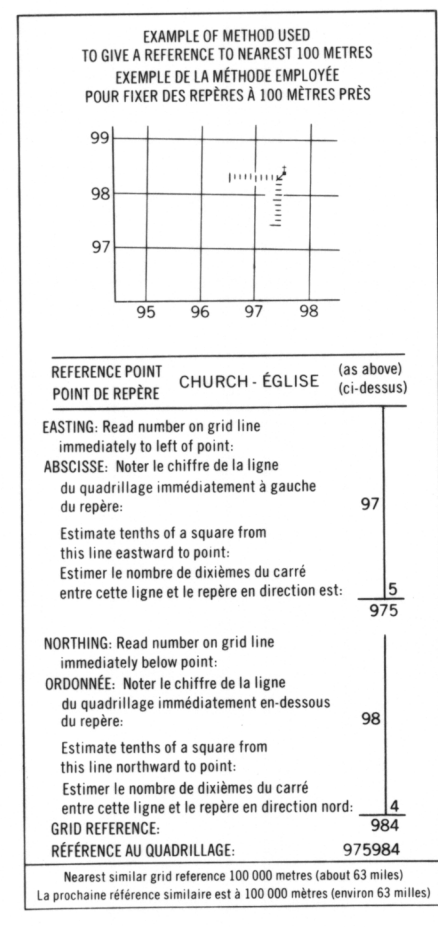 EXAMPLE OF METHOD USED
TO GIVE A REFERENCE TO NEAREST 100 METRES
EXEMPLE DE LA MÉTHODE EMPLOYÉE
POUR FIXER DES REPÈRES À 100 MÈTRES PRÈS
99
98
97
95 96 97 98
REFERENCE POINT
POINT DE REPÈRE
CHURCH - ÉGLISE
(as above)
(ci-dessus)
EASTING: Read number on grid line
immediately to left of point:
ABSCISSE: Noter le chiffre de la ligne
du quadrillage immédiatement à gauche
du repère: 97
Estimate tenths of a square from
this line eastward to point:
Estimer le nombre de dixièmes du carré
entre cette ligne et le repère en direction est: 5
975
NORTHING: Read number on grid line
immediately below point:
ORDONNÉE: Noter le chiffre de la ligne
du quadrillage immédiatement en-dessous
du repère: 98
Estimate tenths of a square from
this line northward to point:
Estimer le nombre de dixièmes du carré
entre cette ligne et le repère en direction nord: 4
GRID REFERENCE: 984
RÉFÉRENCE AU QUADRILLAGE: 975984
Nearest similar grid reference 100 000 metres (about 63 miles)
La prochaine référence similaire est à 100 000 mètres (environ 63 milles)